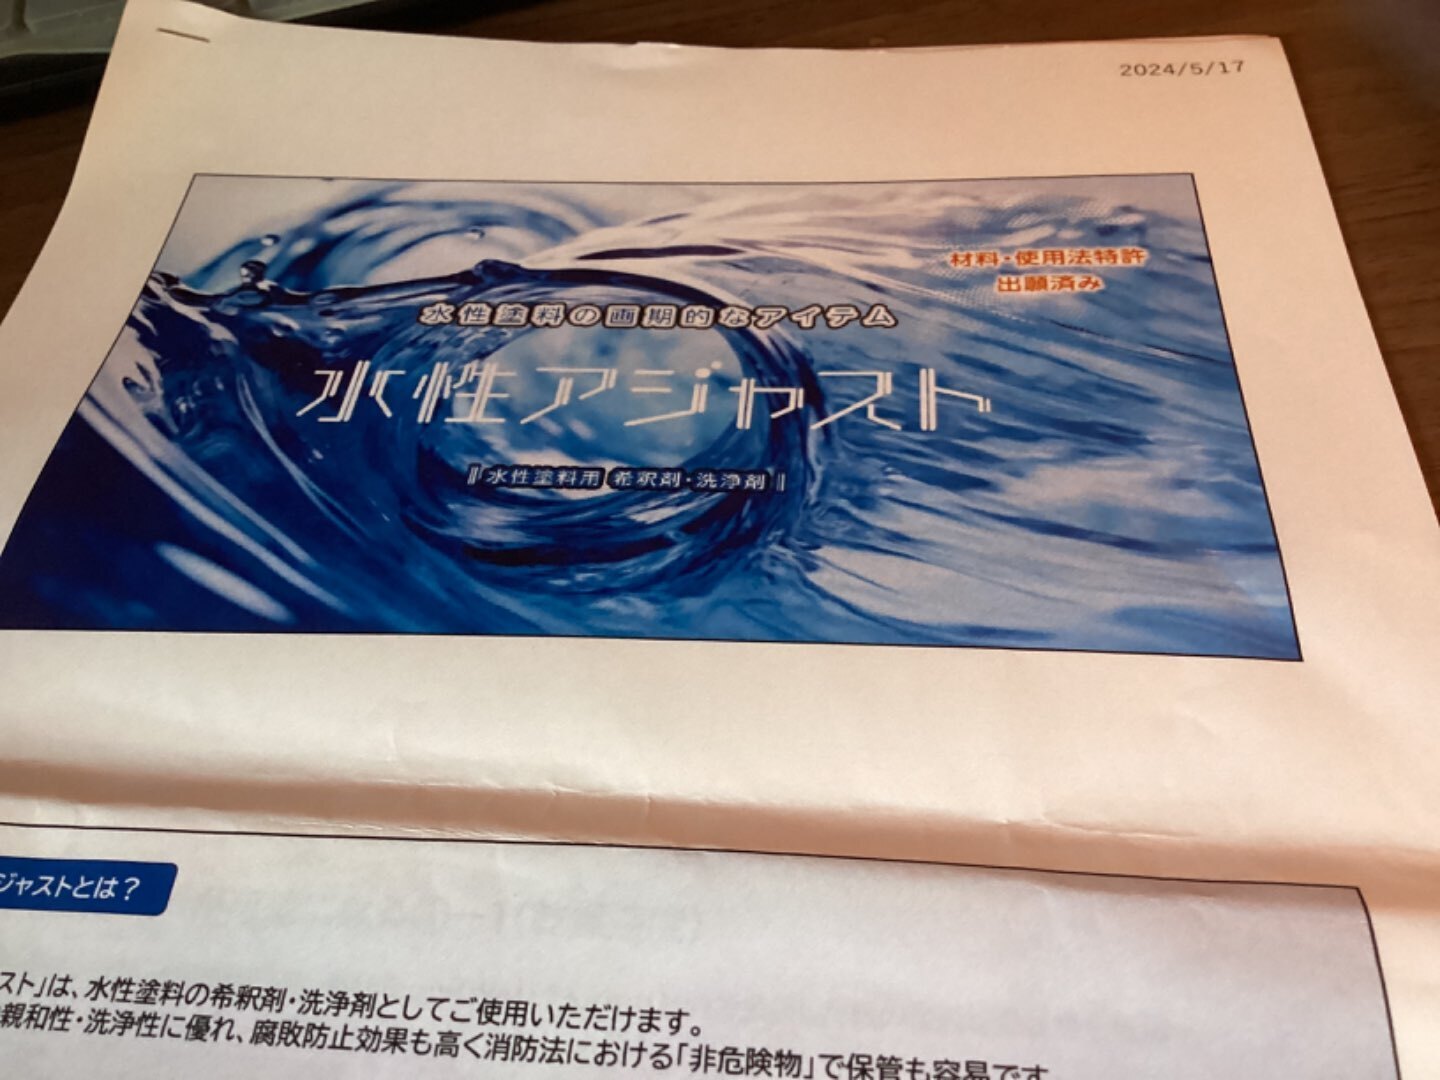 2024/5/17
材料・使用法特許
出願済み
水性塗料の画期的なアイテム
水性アジャスト
水性塗料用 希釈剤・洗浄剤
ジャストとは？
スト」は、水性塗料の希釈剤・洗浄剤としてご使用いただけます。
親和性・洗浄性に優れ、腐敗防止効果も高く消防法における「非危険物」で保管も容易です